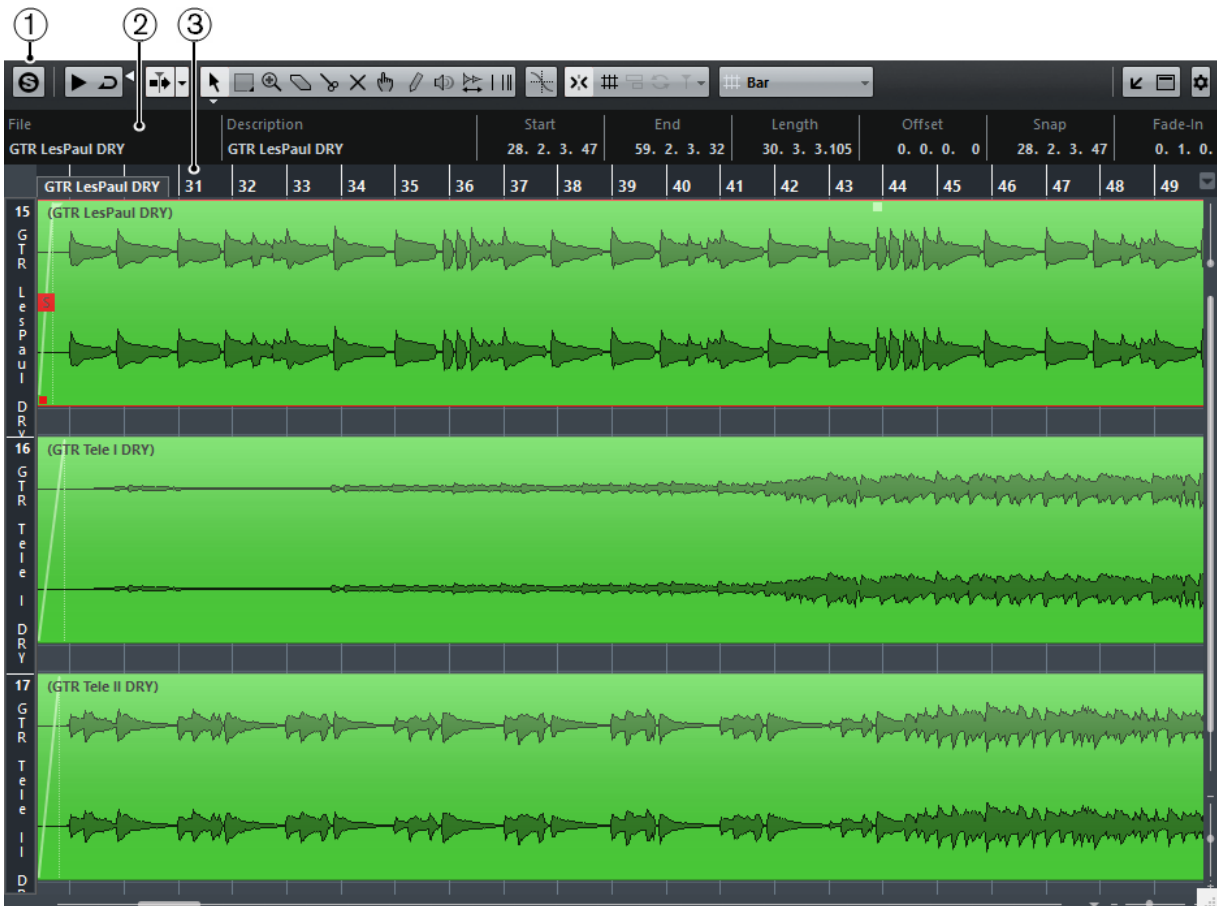 1 2 3
Bar
File Description Start End Length Offset Snap Fade-In
GTR LesPaul DRY GTR LesPaul DRY 28. 2. 3. 47 59. 2. 3. 32 30. 3. 3.105 0. 0. 0. 0 28. 2. 3. 47 0. 1. 0.
GTR LesPaul DRY 31 32 33 34 35 36 37 38 39 40 41 42 43 44 45 46 47 48 49
15 (GTR LesPaul DRY)
GTR LesPaul DRY
S
16 (GTR Tele I DRY)
GTR Tele I DRY
17 (GTR Tele II DRY)
GTR Tele II D